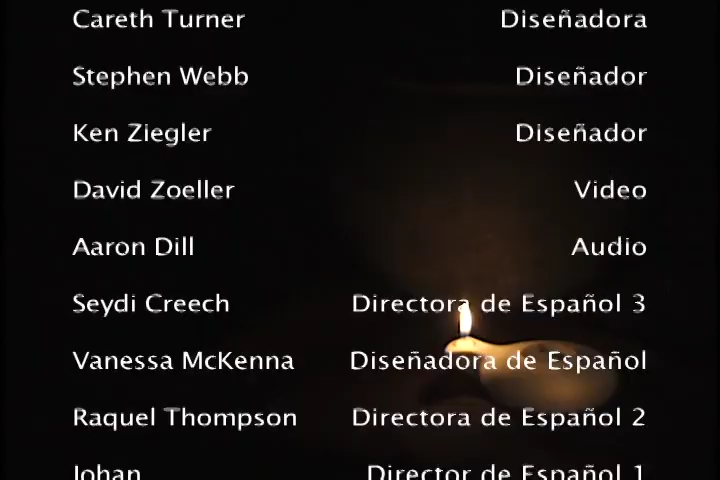 Careth Turner Diseñadora
Stephen Webb Diseñador
Ken Ziegler Diseñador
David Zoeller Video
Aaron Dill Audio
Seydi Creech Directora de Español 3
Vanessa McKenna Diseñadora de Español
Raquel Thompson Directora de Español 2
Johan Director de Español 1